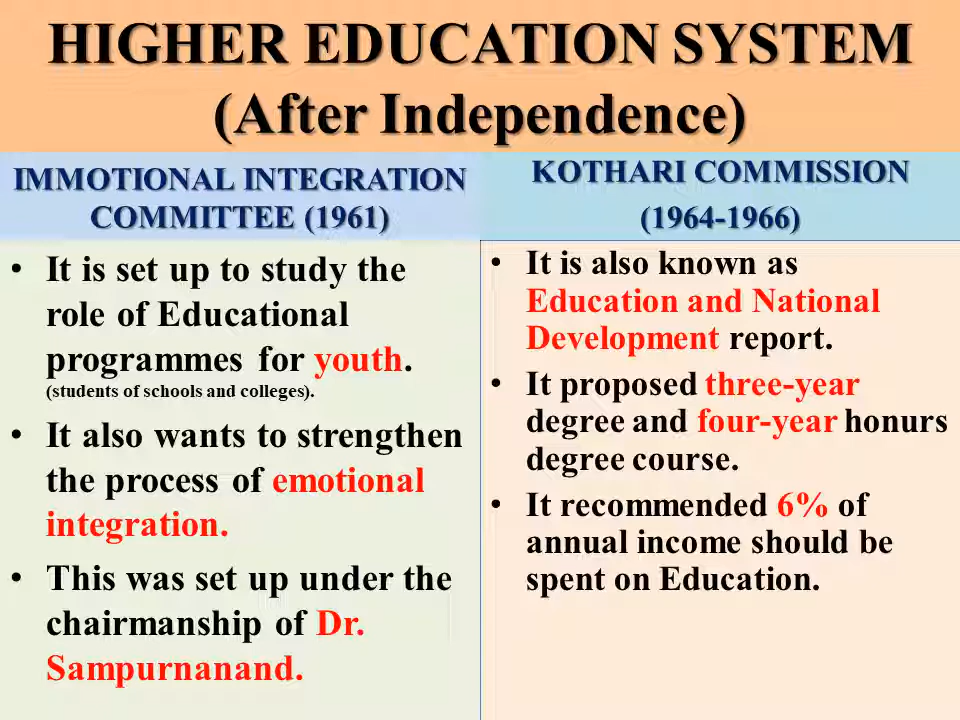 HIGHER EDUCATION SYSTEM
(After Independence)
IMMOTIONAL INTEGRATION
COMMITTEE (1961)
• It is set up to study the
role of Educational
programmes for youth.
(students of schools and colleges).
• It also wants to strengthen
the process of emotional
integration.
• This was set up under the
chairmanship of Dr.
Sampurnanand.
KOTHARI COMMISSION
(1964-1966)
• It is also known as
Education and National
Development report.
• It proposed three-year
degree and four-year honurs
degree course.
• It recommended 6% of
annual income should be
spent on Education.